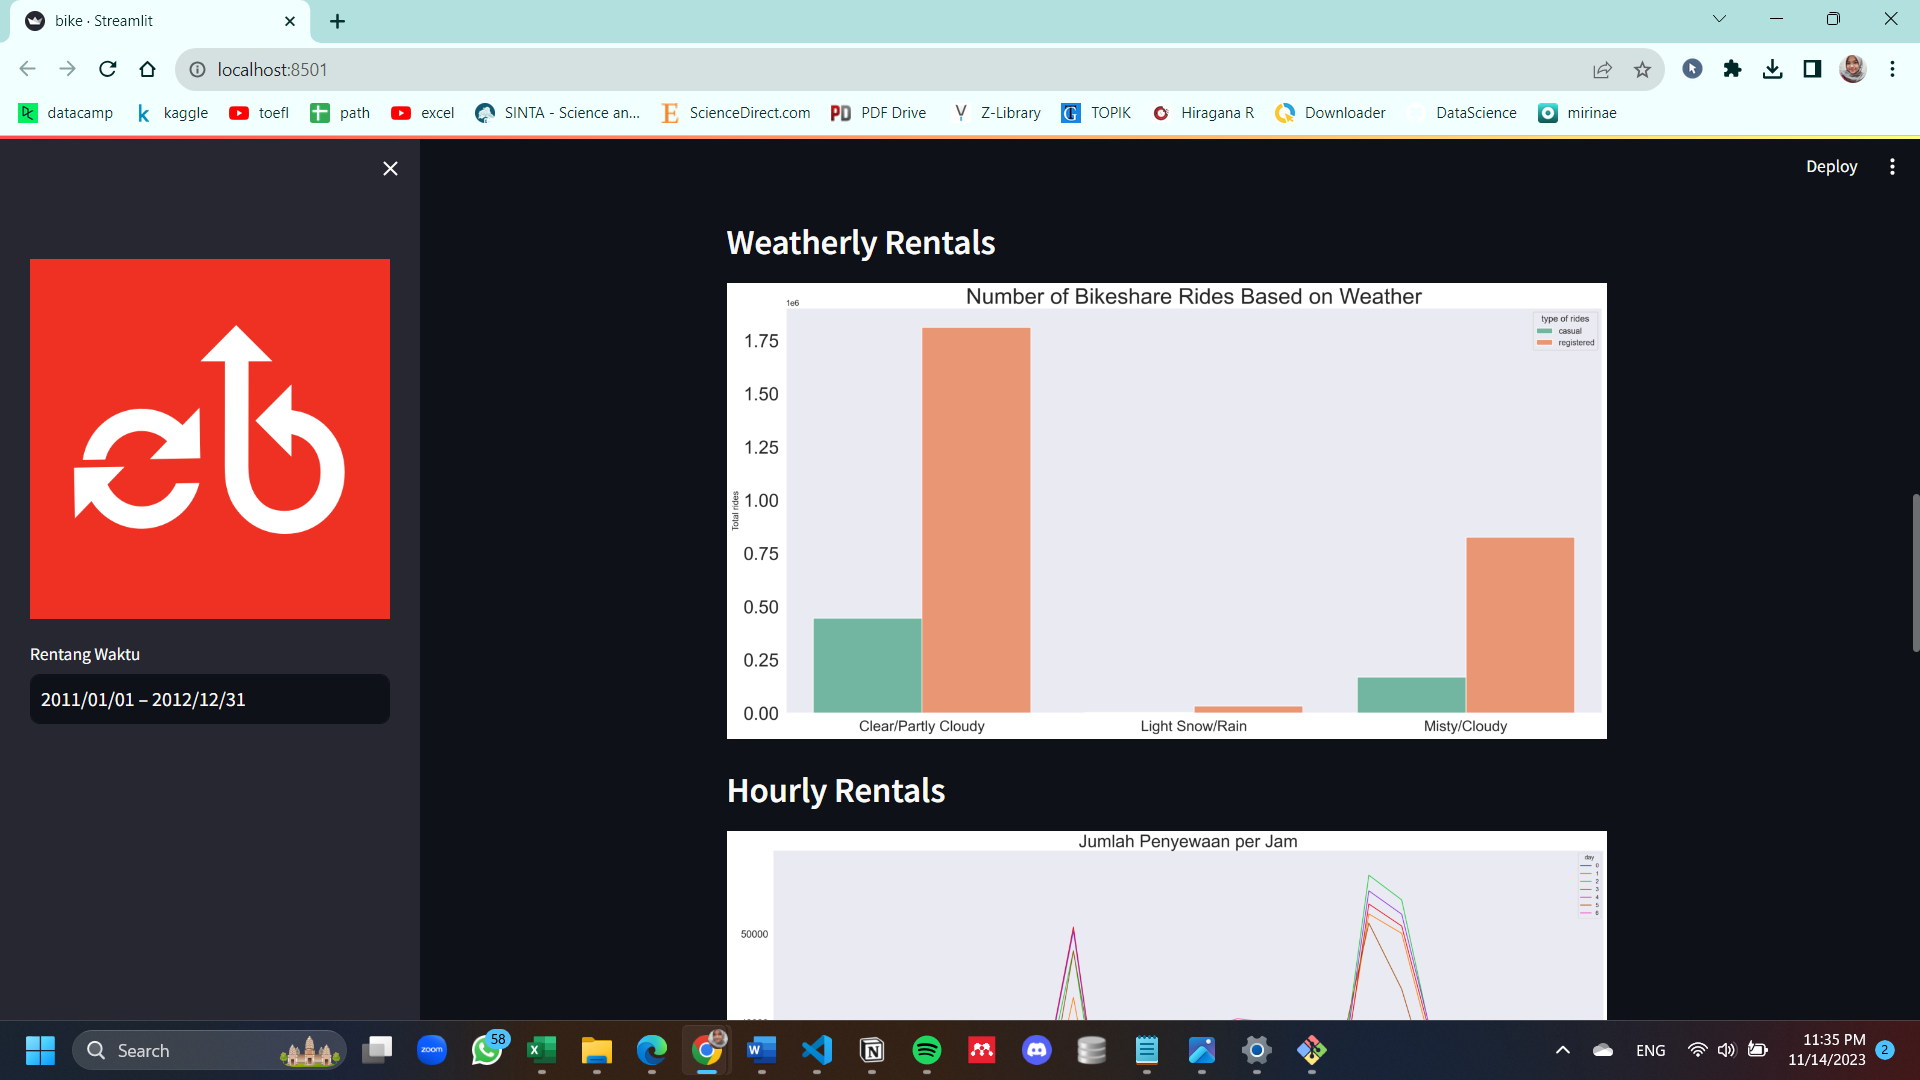 bike · Streamlit
localhost:8501
datacamp
kaggle
toefl
path
excel
SINTA - Science an...
ScienceDirect.com
PDF Drive
Z-Library
TOPIK
Hiragana R
Downloader
DataScience
mirinae
Deploy
Rentang Waktu
2011/01/01 – 2012/12/31
Weatherly Rentals
Number of Bikeshare Rides Based on Weather
1e6
type of rides
casual
registered
1.75
1.50
1.25
1.00
0.75
0.50
0.25
0.00
Total rides
Clear/Partly Cloudy
Light Snow/Rain
Misty/Cloudy
Hourly Rentals
Jumlah Penyewaan per Jam
day
0
1
2
3
4
5
6
50000
Search
zoom
58
ENG
11:35 PM
11/14/2023
2